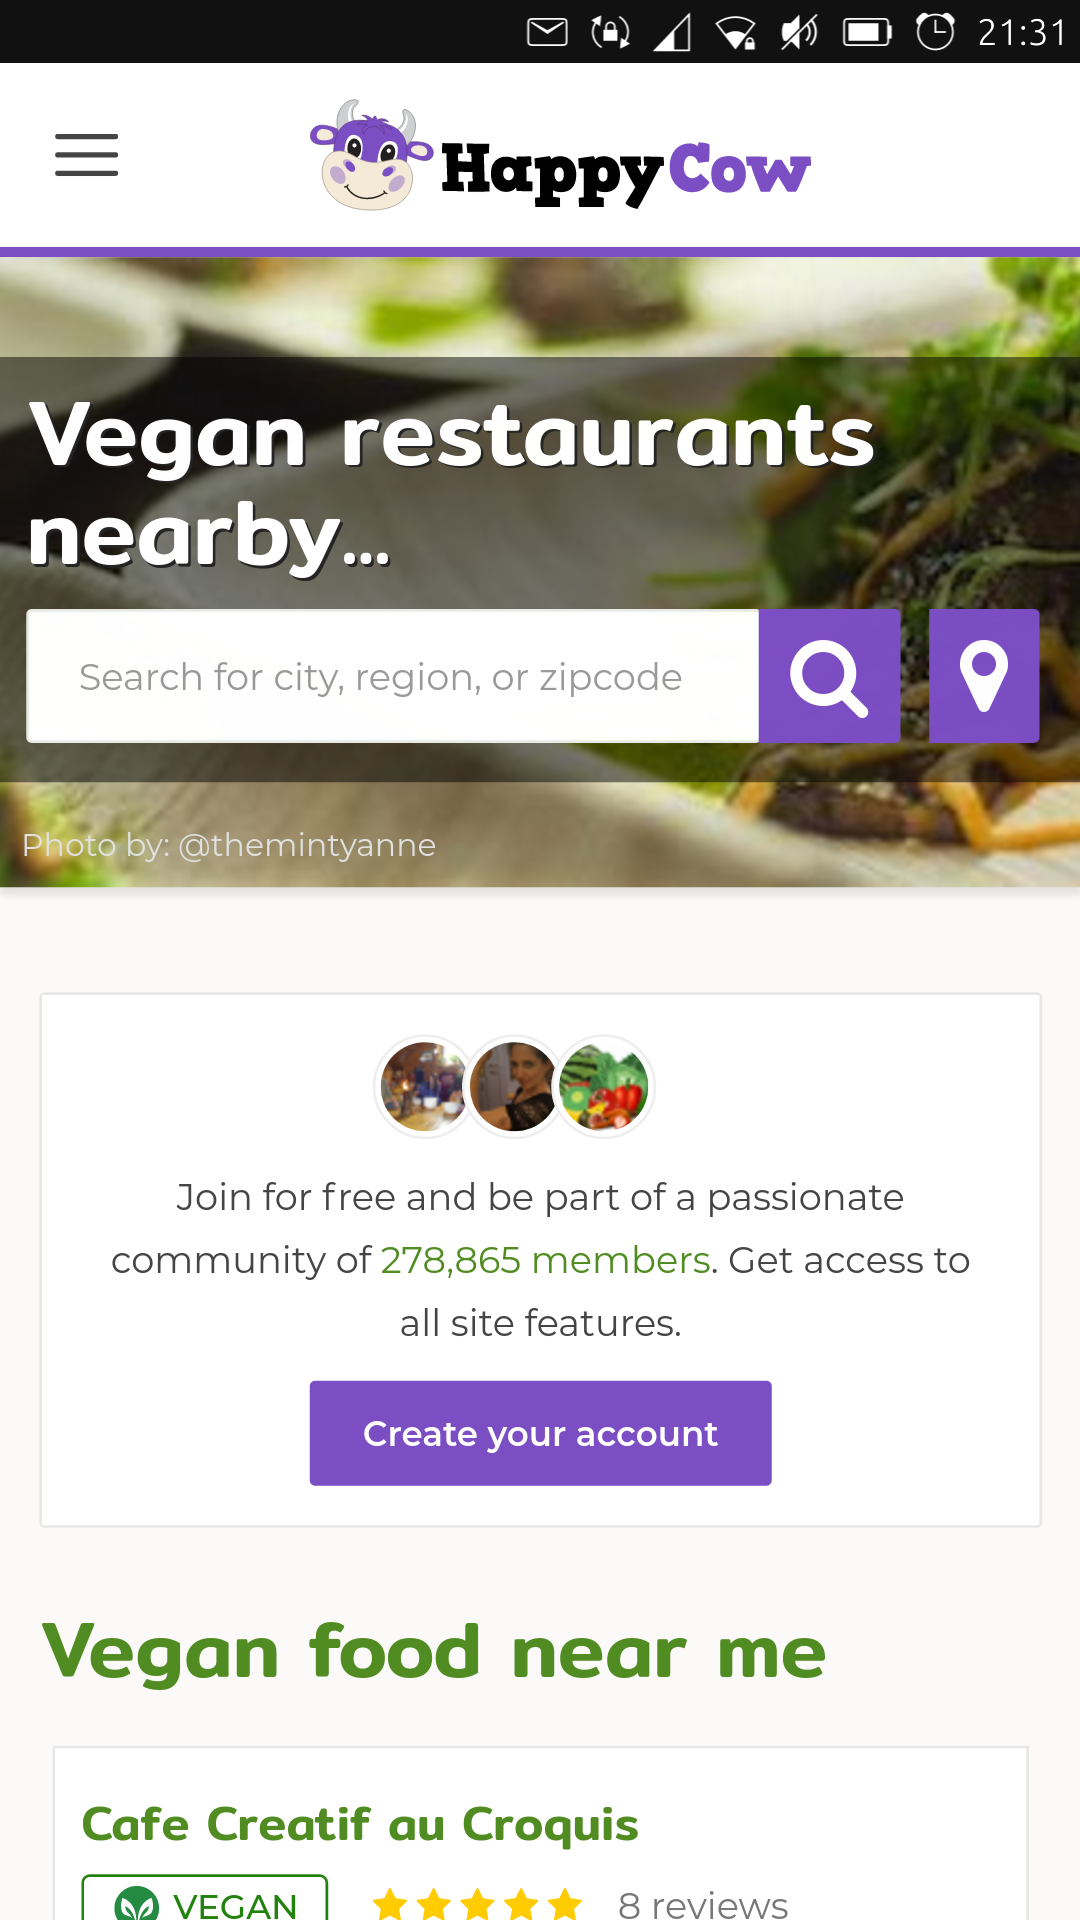 21:31
HappyCow
Vegan restaurants
nearby...
Search for city, region, or zipcode
Photo by: @themintyanne
Join for free and be part of a passionate
community of 278,865 members. Get access to
all site features.
Create your account
Vegan food near me
Cafe Creatif au Croquis
VEGAN 8 reviews